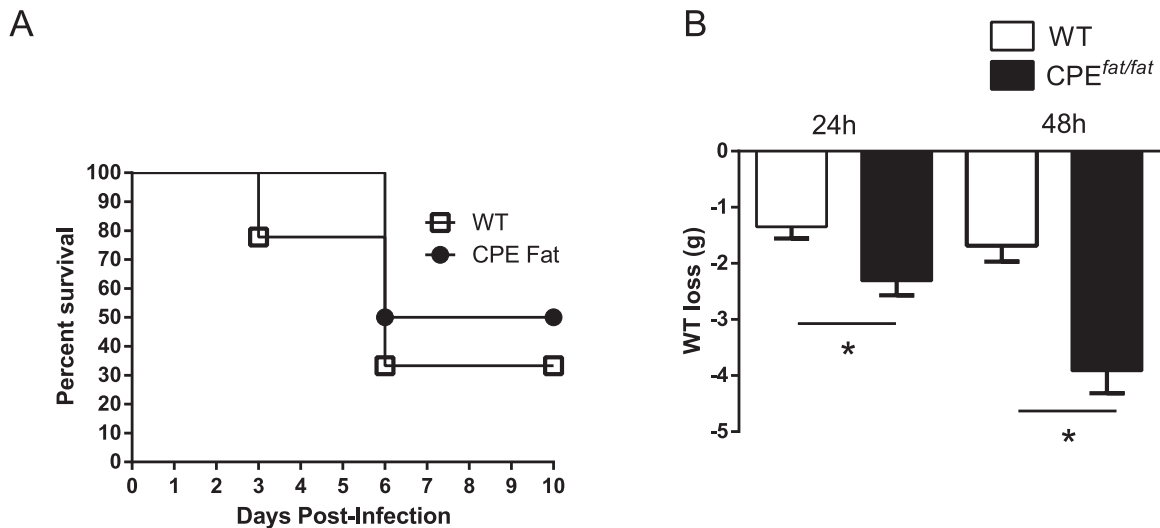 A
100
90
80
70
60
50
40
30
20
10
0
Percent survival
0 1 2 3 4 5 6 7 8 9 10
Days Post-Infection
WT
CPE Fat
B
WT
CPEfat/fat
24h 48h
0
-1
-2
-3
-4
-5
WT loss (g)
*
*